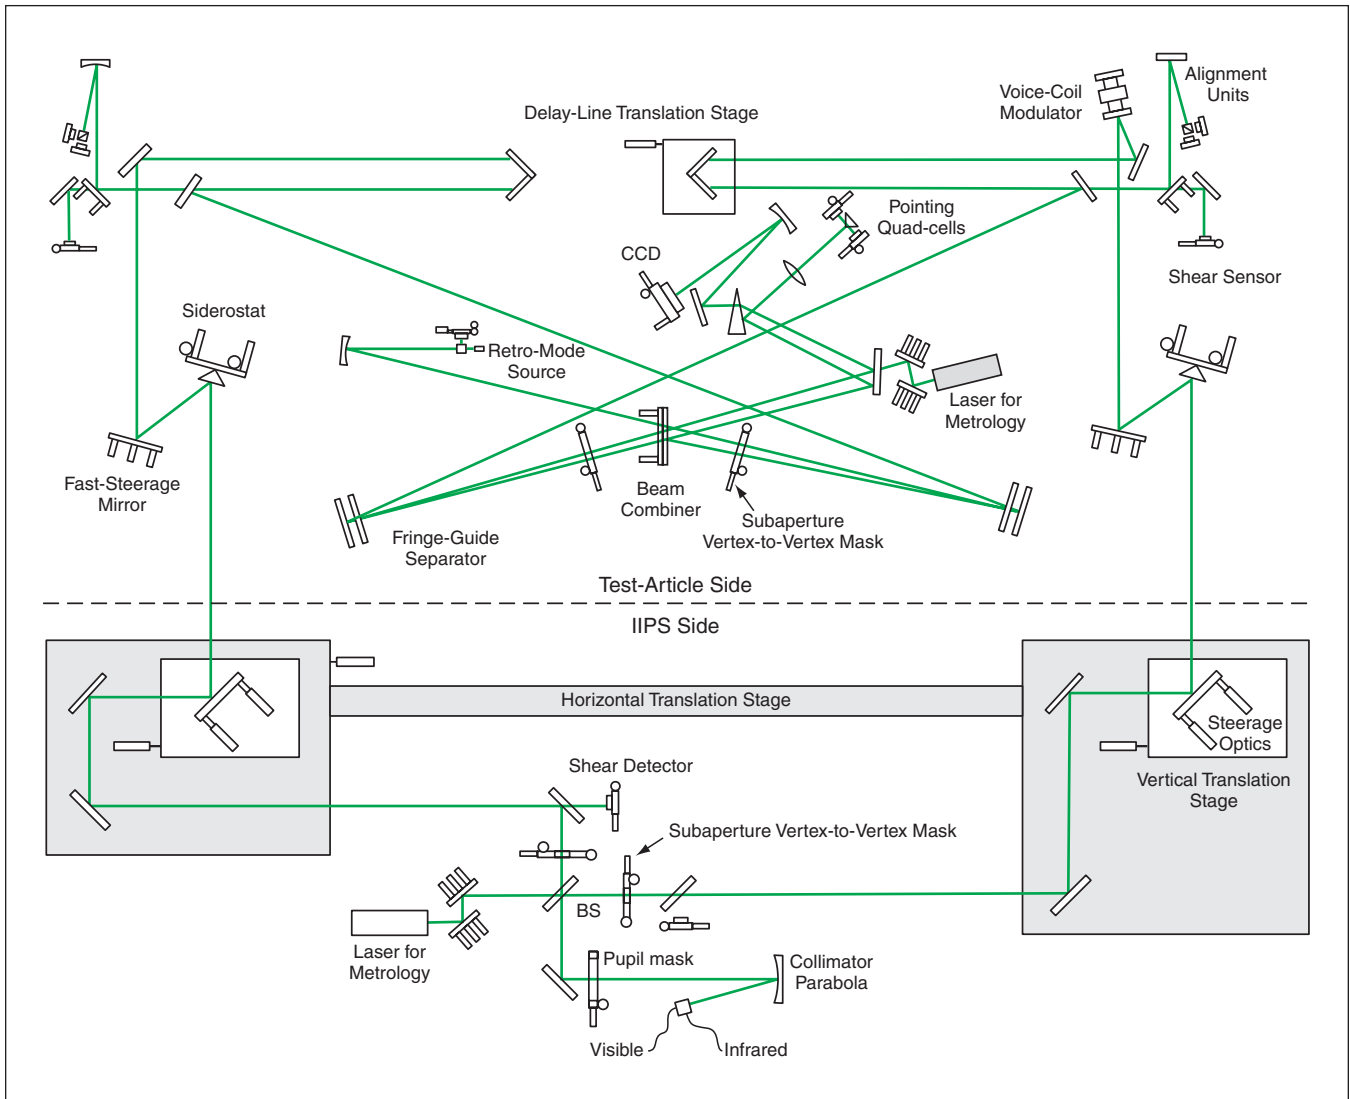 Alignment
Units
Voice-Coil
Modulator
Delay-Line Translation Stage
Pointing
Quad-cells
CCD
Shear Sensor
Siderostat
Retro-Mode
Source
Laser for
Metrology
Fast-Steerage
Mirror
Beam
Combiner
Subaperture
Vertex-to-Vertex Mask
Fringe-Guide
Separator
Test-Article Side
IIPS Side
Horizontal Translation Stage
Steerage
Optics
Vertical Translation
Stage
Shear Detector
Subaperture Vertex-to-Vertex Mask
BS
Laser for
Metrology
Pupil mask
Collimator
Parabola
Visible
Infrared